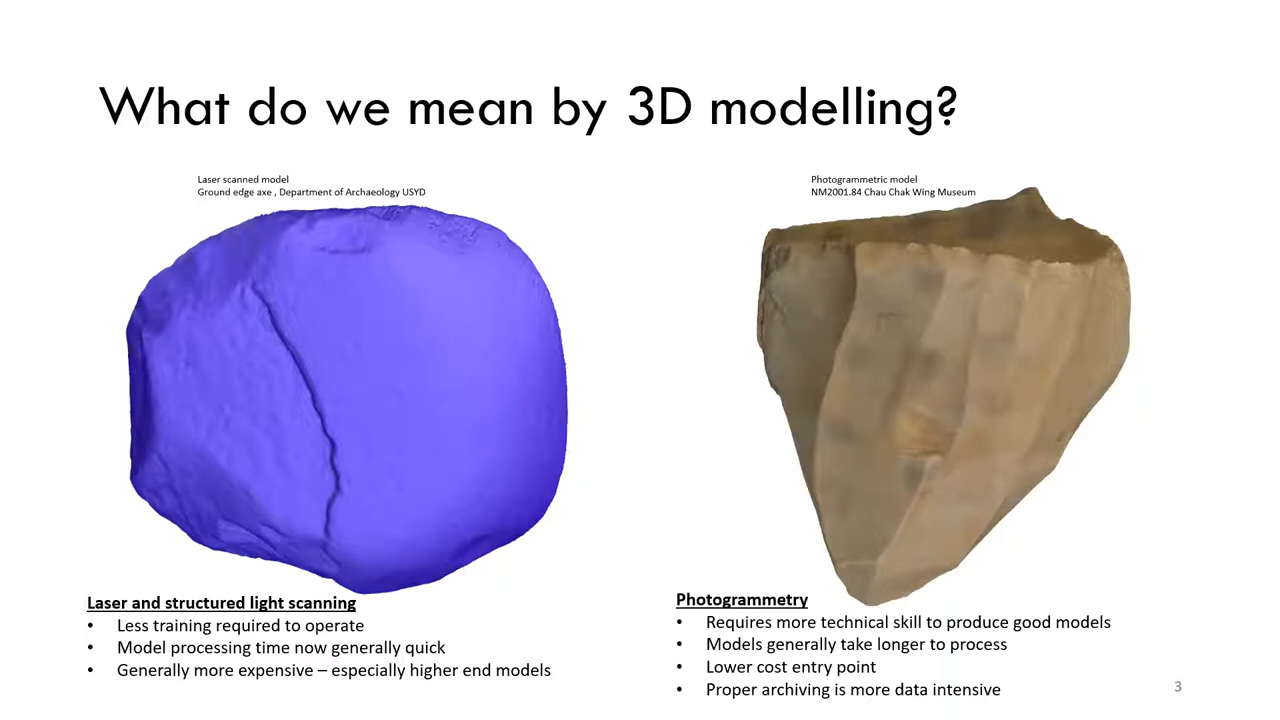 What do we mean by 3D modelling?
Laser scanned model
Ground edge axe , Department of Archaeology USYD
Photogrammetric model
NM2001.84 Chau Chak Wing Museum
Laser and structured light scanning
• Less training required to operate
• Model processing time now generally quick
• Generally more expensive – especially higher end models
Photogrammetry
• Requires more technical skill to produce good models
• Models generally take longer to process
• Lower cost entry point
• Proper archiving is more data intensive
3